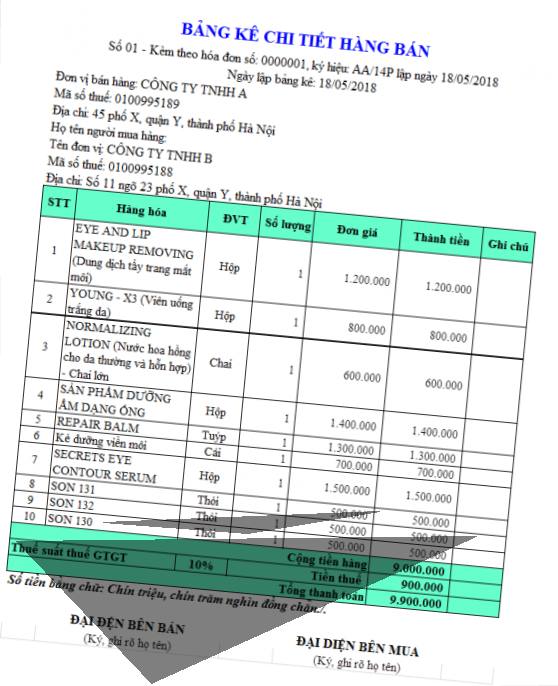 BẢNG KÊ CHI TIẾT HÀNG BÁN
Số 01 - Kèm theo hóa đơn số: 0000001, ký hiệu: AA/14P lập ngày 18/05/2018
Ngày lập bảng kê: 18/05/2018
Đơn vị bán hàng: CÔNG TY TNHH A
Mã số thuế: 0100995189
Địa chỉ: 45 phố X, quận Y, thành phố Hà Nội
Họ tên người mua hàng:
Tên đơn vị: CÔNG TY TNHH B
Mã số thuế: 0100995188
Địa chỉ: Số 11 ngõ 23 phố X, quận Y, thành phố Hà Nội
STT Hàng hóa ĐVT Số lượng Đơn giá Thành tiền Ghi chú
1 EYE AND LIP MAKEUP REMOVING (Dung dịch tẩy trang mắt môi) Hộp 1 1.200.000 1.200.000
2 YOUNG - X3 (Viên uống trắng da) Hộp 1 800.000 800.000
3 NORMALIZING LOTION (Nước hoa hồng cho da thường và hỗn hợp) - Chai lớn Chai 1 600.000 600.000
4 SẢN PHẨM DƯỠNG ẨM DẠNG ỐNG Hộp 1 1.400.000 1.400.000
5 REPAIR BALM Tuýp 1 1.300.000 1.300.000
6 Kẻ dưỡng viền môi Cái 1 700.000 700.000
7 SECRETS EYE CONTOUR SERUM Hộp 1 1.500.000 1.500.000
8 SON 131 Thỏi 1 500.000 500.000
9 SON 132 Thỏi 1 500.000 500.000
10 SON 130 Thỏi 1 500.000 500.000
Cộng tiền hàng 9.000.000
Thuế suất thuế GTGT 10% Tiền thuế 900.000
Tổng thanh toán 9.900.000
Số tiền bằng chữ: Chín triệu, chín trăm nghìn đồng chẵn./.
ĐẠI DIỆN BÊN BÁN ĐẠI DIỆN BÊN MUA
(Ký, ghi rõ họ tên) (Ký, ghi rõ họ tên)